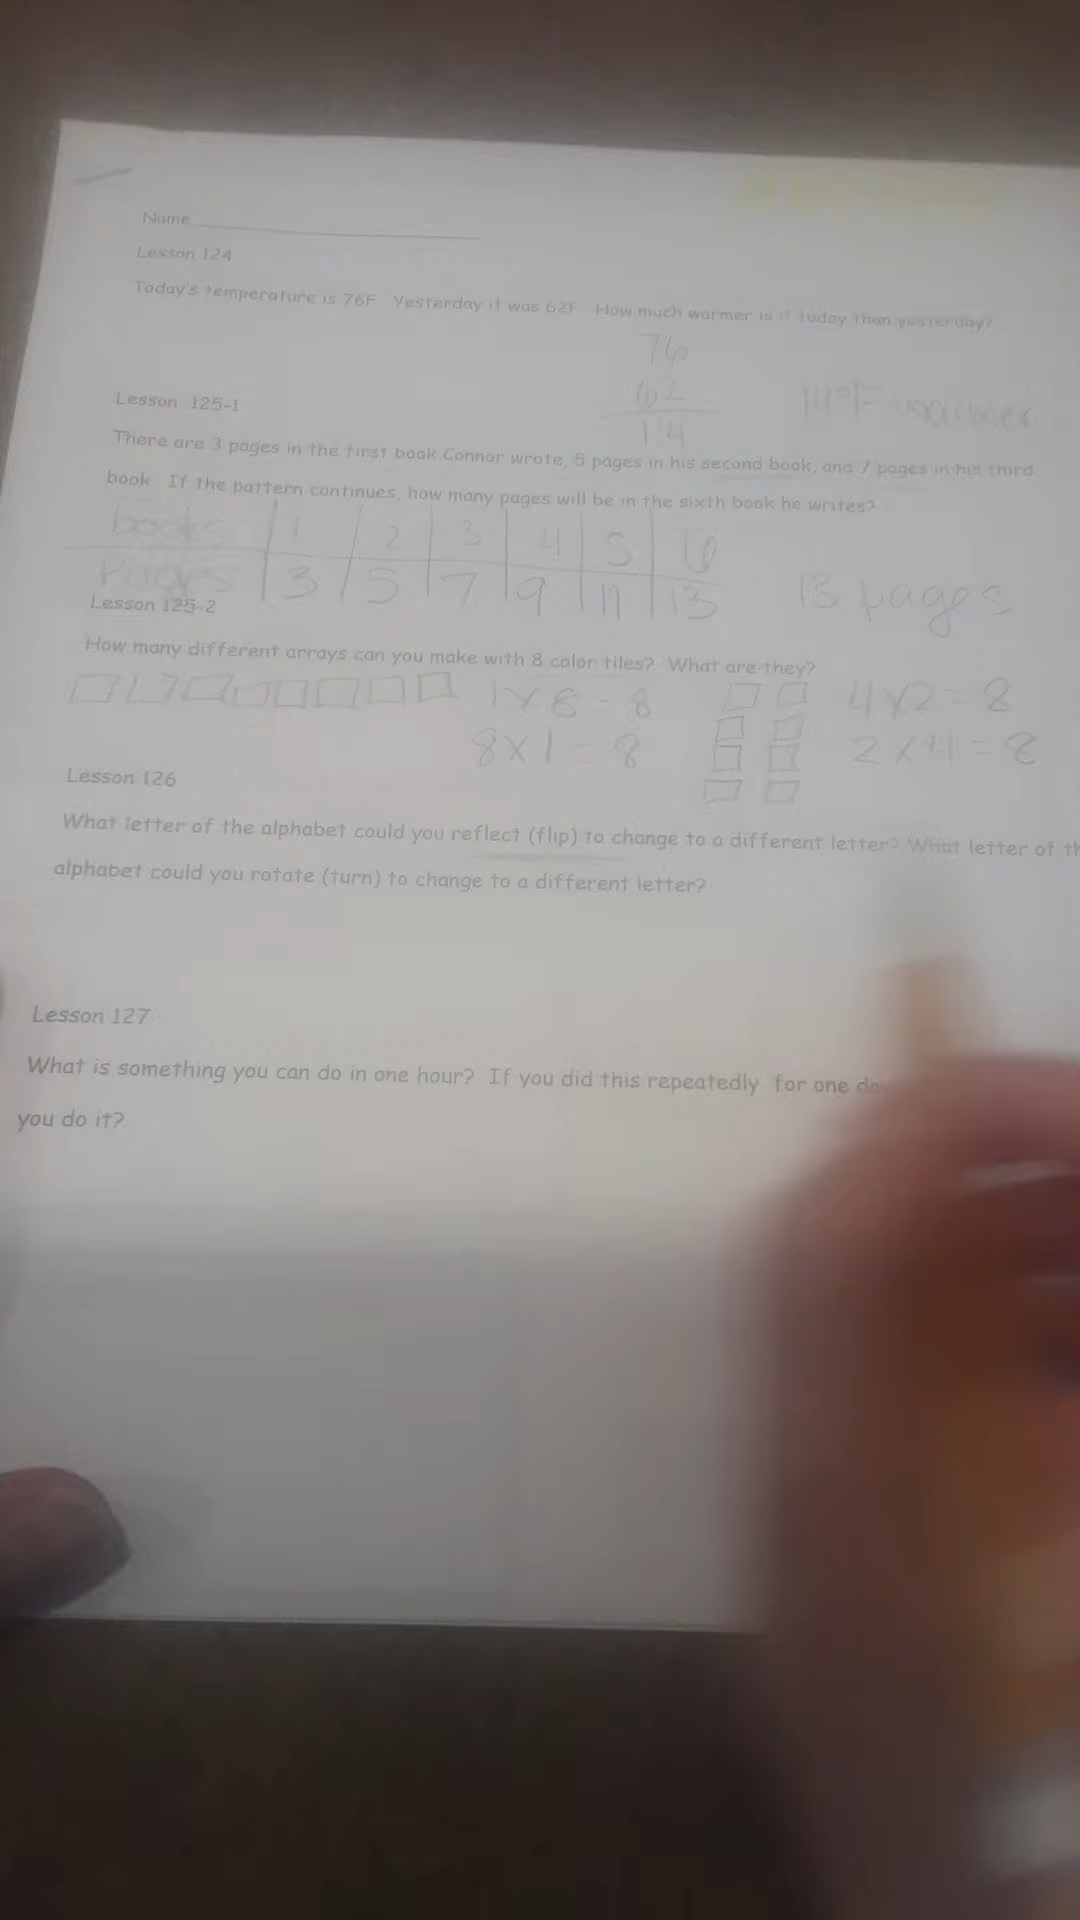 Name
Lesson 124
Today's temperature is 76F Yesterday it was 62F How much warmer is it today than yesterday?
76
62
14
14°F warmer
Lesson 125-1
There are 3 pages in the first book Connor wrote, 5 pages in his second book, and 7 pages in his third
book If the pattern continues, how many pages will be in the sixth book he writes?
books 1 2 3 4 5 6
Pages 3 5 7 9 11 13
13 pages
Lesson 125-2
How many different arrays can you make with 8 color tiles? What are they?
1 x 8 = 8
8 x 1 = 8
4 x 2 = 8
2 x 4 = 8
Lesson 126
What letter of the alphabet could you reflect (flip) to change to a different letter? What letter of
alphabet could you rotate (turn) to change to a different letter?
Lesson 127
What is something you can do in one hour? If you did this repeatedly for one
you do it?